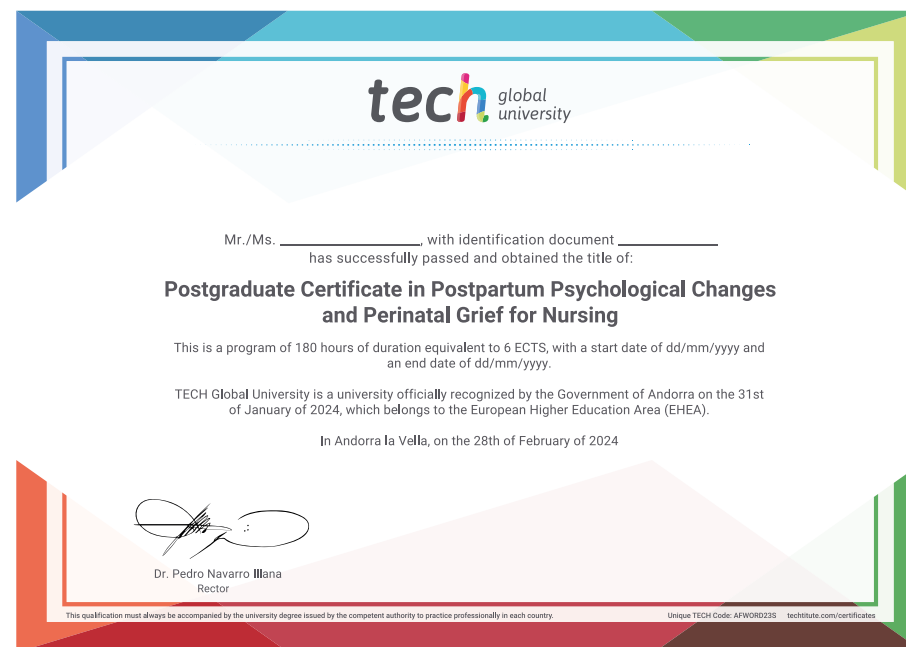 tech global
university
Mr./Ms. ____________________, with identification document ______________
has successfully passed and obtained the title of:
Postgraduate Certificate in Postpartum Psychological Changes
and Perinatal Grief for Nursing
This is a program of 180 hours of duration equivalent to 6 ECTS, with a start date of dd/mm/yyyy and
an end date of dd/mm/yyyy.
TECH Global University is a university officially recognized by the Government of Andorra on the 31st
of January of 2024, which belongs to the European Higher Education Area (EHEA).
In Andorra la Vella, on the 28th of February of 2024
Dr. Pedro Navarro Illana
Rector
This qualification must always be accompanied by the university degree issued by the competent authority to practice professionally in each country.
Unique TECH Code: AFWORD23S techtitute.com/certificates